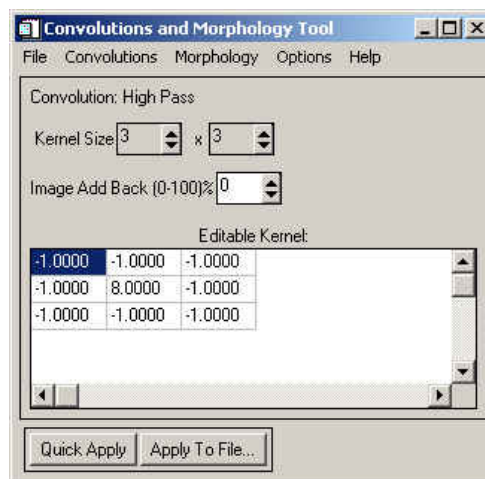 Convolutions and Morphology Tool
File Convolutions Morphology Options Help
Convolution: High Pass
Kernel Size 3 x 3
Image Add Back (0-100)% 0
Editable Kernel:
-1.0000 -1.0000 -1.0000
-1.0000 8.0000 -1.0000
-1.0000 -1.0000 -1.0000
Quick Apply Apply To File...